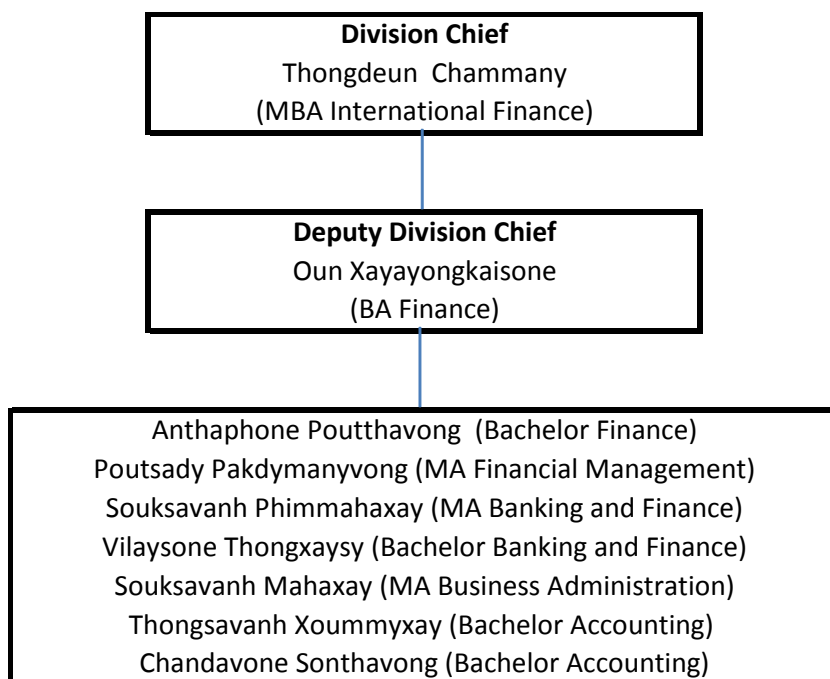 Division Chief
Thongdeun Chammany
(MBA International Finance)
Deputy Division Chief
Oun Xayayongkaisone
(BA Finance)
Anthaphone Poutthavong (Bachelor Finance)
Poutsady Pakdymanyvong (MA Financial Management)
Souksavanh Phimmahaxay (MA Banking and Finance)
Vilaysone Thongxaysy (Bachelor Banking and Finance)
Souksavanh Mahaxay (MA Business Administration)
Thongsavanh Xoummyxay (Bachelor Accounting)
Chandavone Sonthavong (Bachelor Accounting)